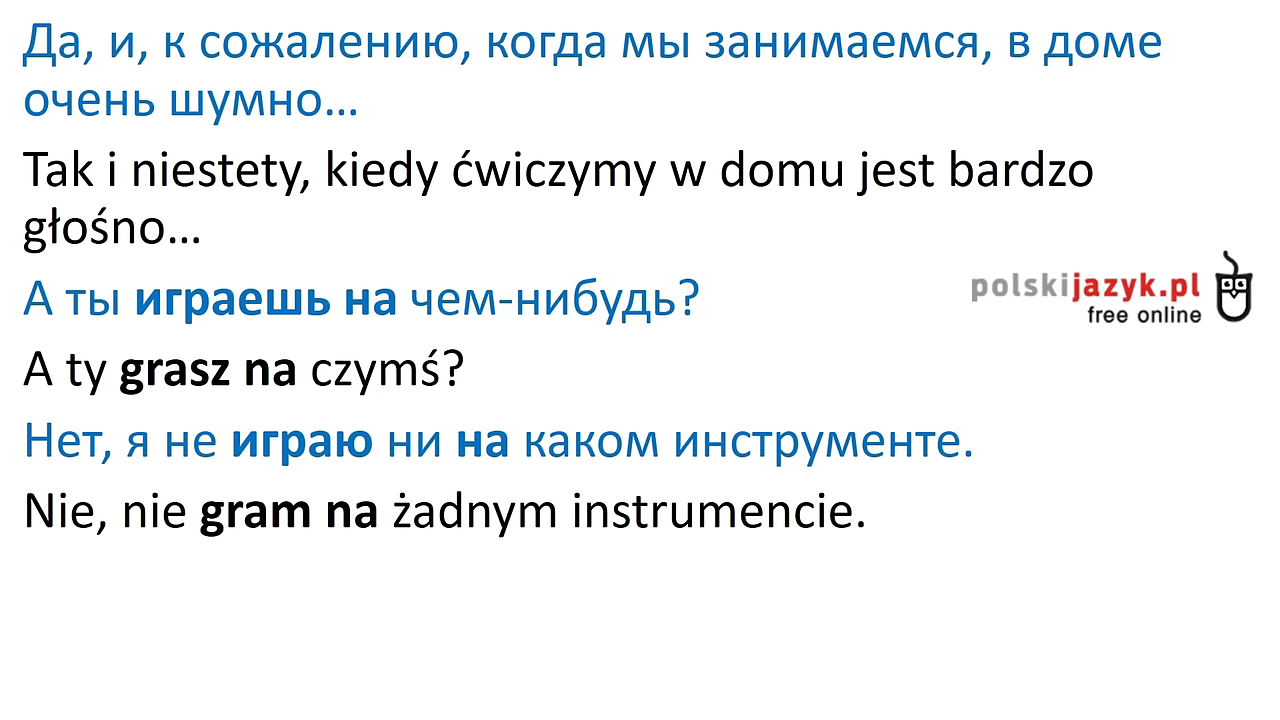 Да, и, к сожалению, когда мы занимаемся, в доме
очень шумно…
Tak i niestety, kiedy ćwiczymy w domu jest bardzo
głośno…
А ты играешь на чем-нибудь?
A ty grasz na czymś?
Нет, я не играю ни на каком инструменте.
Nie, nie gram na żadnym instrumencie.
polskijazyk.pl
free online